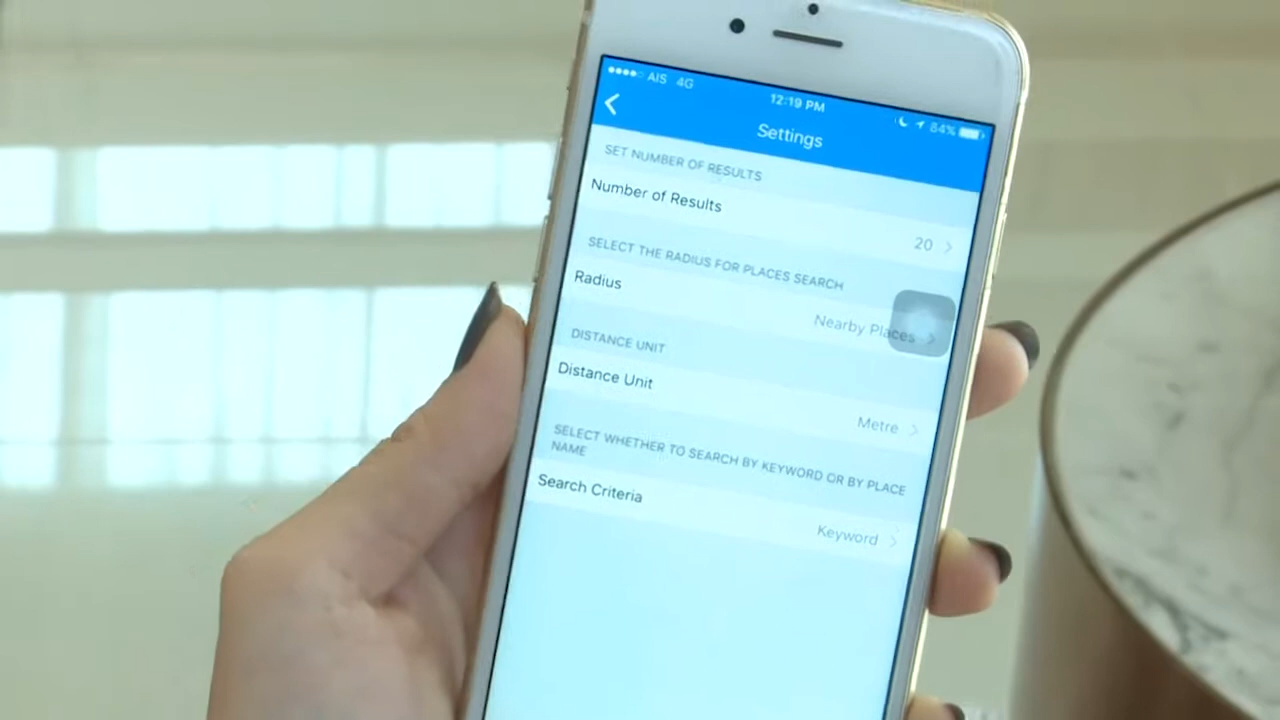 AIS 4G
12:19 PM
84%
Settings
SET NUMBER OF RESULTS
Number of Results
20
SELECT THE RADIUS FOR PLACES SEARCH
Radius
Nearby Places
DISTANCE UNIT
Distance Unit
Metre
SELECT WHETHER TO SEARCH BY KEYWORD OR BY PLACE
NAME
Search Criteria
Keyword